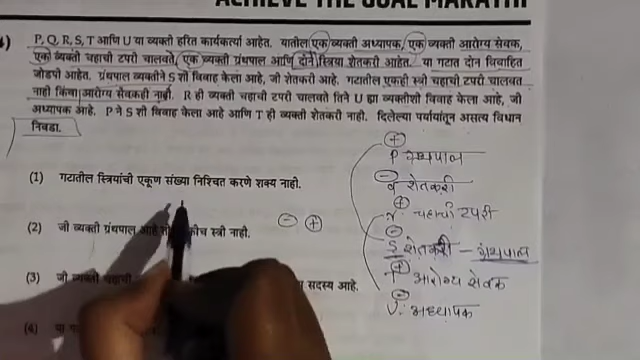 ACHIEVE THE GOAL MARATHI
P, Q, R, S, T आणि U या व्यक्ती हरित कार्यकर्त्या आहेत. यातील एक व्यक्ती अध्यापक, एक व्यक्ती आरोग्य सेवक,
एक व्यक्ती चहाची टपरी चालवते, एक व्यक्ती ग्रंथपाल आणि दोन स्त्रिया शेतकरी आहेत. या गटात दोन विवाहित
जोडपी आहेत. ग्रंथपाल व्यक्तीने S शी विवाह केला आहे, जी शेतकरी आहे. गटातील एकही स्त्री चहाची टपरी चालवत
नाही किंवा आरोग्य सेवकही नाही. R ही व्यक्ती चहाची टपरी चालवते तिने U ह्या व्यक्तीशी विवाह केला आहे, जी
अध्यापक आहे. P ने S शी विवाह केला आहे आणि T ही व्यक्ती शेतकरी नाही. दिलेल्या पर्यायांतून असत्य विधान
निवडा.
(1) गटातील स्त्रियांची एकूण संख्या निश्चित करणे शक्य नाही.
(2) जी व्यक्ती ग्रंथपाल आहे स्त्री नाही.
(3) जी व्यक्ती चहाची सदस्य आहे.
(4) या
+
P ग्रंथपाल
−
शेतकरी
+
चहाची टपरी
− +
−
S शेतकरी – ग्रंथपाल
+
T आरोग्य सेवक
−
U. अध्यापक